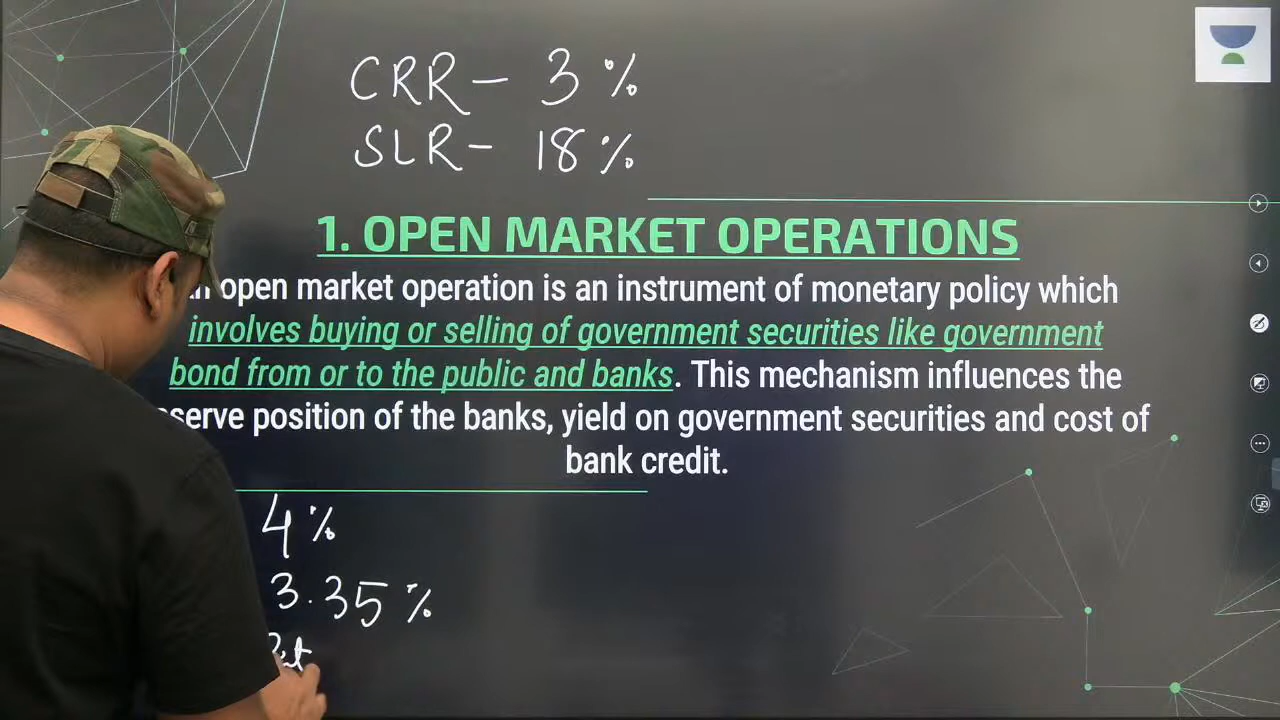 CRR - 3 %
SLR - 18 %
1. OPEN MARKET OPERATIONS
open market operation is an instrument of monetary policy which
involves buying or selling of government securities like government
bond from or to the public and banks. This mechanism influences the
serve position of the banks, yield on government securities and cost of
bank credit.
4 %
3.35 %